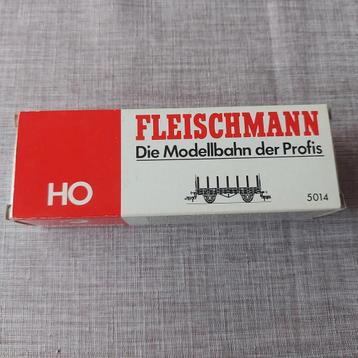 FLEISCHMANN
Die Modellbahn der Profis
HO
5014